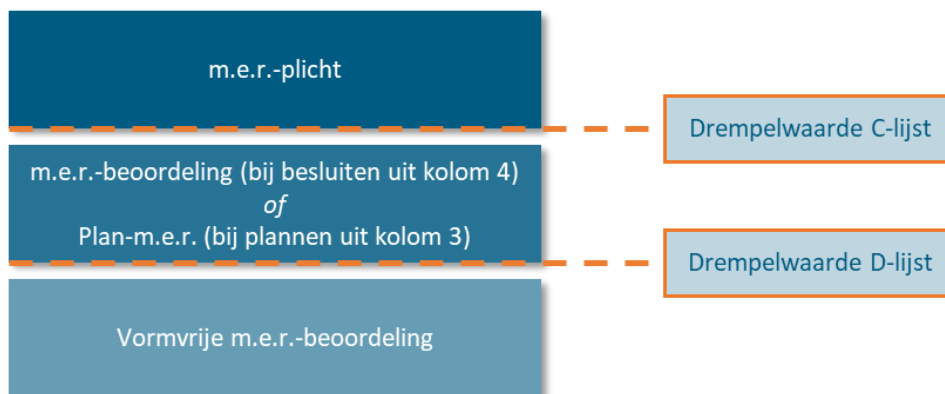 m.e.r.-plicht
Drempelwaarde C-lijst
m.e.r.-beoordeling (bij besluiten uit kolom 4)
of
Plan-m.e.r. (bij plannen uit kolom 3)
Drempelwaarde D-lijst
Vormvrije m.e.r.-beoordeling